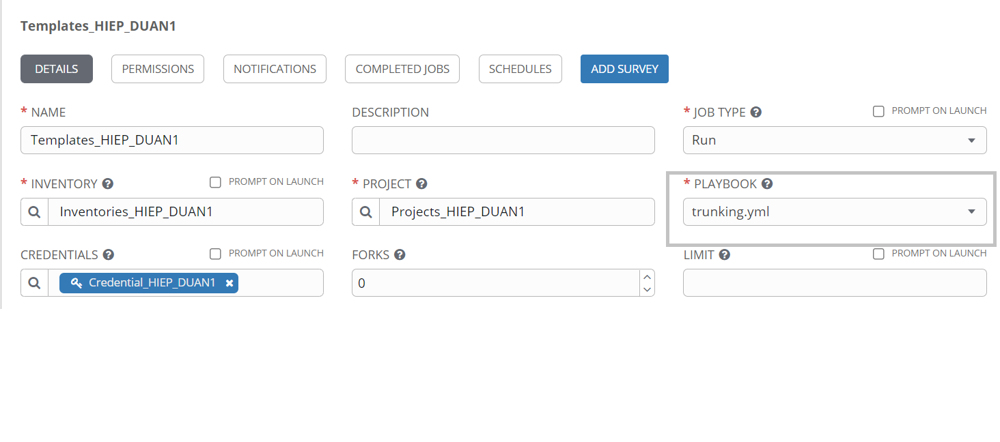 Templates_HIEP_DUAN1
DETAILS PERMISSIONS NOTIFICATIONS COMPLETED JOBS SCHEDULES ADD SURVEY
* NAME DESCRIPTION * JOB TYPE ? PROMPT ON LAUNCH
Templates_HIEP_DUAN1 Run
* INVENTORY ? PROMPT ON LAUNCH * PROJECT ? * PLAYBOOK ?
Inventories_HIEP_DUAN1 Projects_HIEP_DUAN1 trunking.yml
CREDENTIALS ? PROMPT ON LAUNCH FORKS ? LIMIT ? PROMPT ON LAUNCH
Credential_HIEP_DUAN1 0